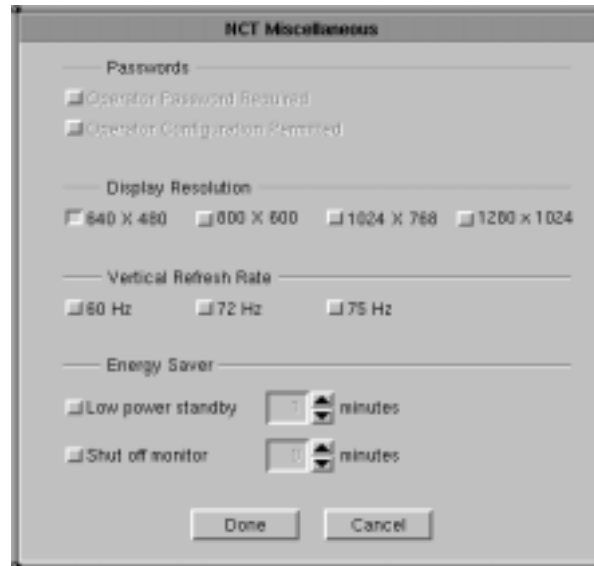 NCT Miscellaneous
Passwords
Operator Password Required
Operator Configuration Permitted
Display Resolution
640 X 480 800 X 600 1024 X 768 1280 x 1024
Vertical Refresh Rate
60 Hz 72 Hz 75 Hz
Energy Saver
Low power standby minutes
Shut off monitor minutes
Done Cancel